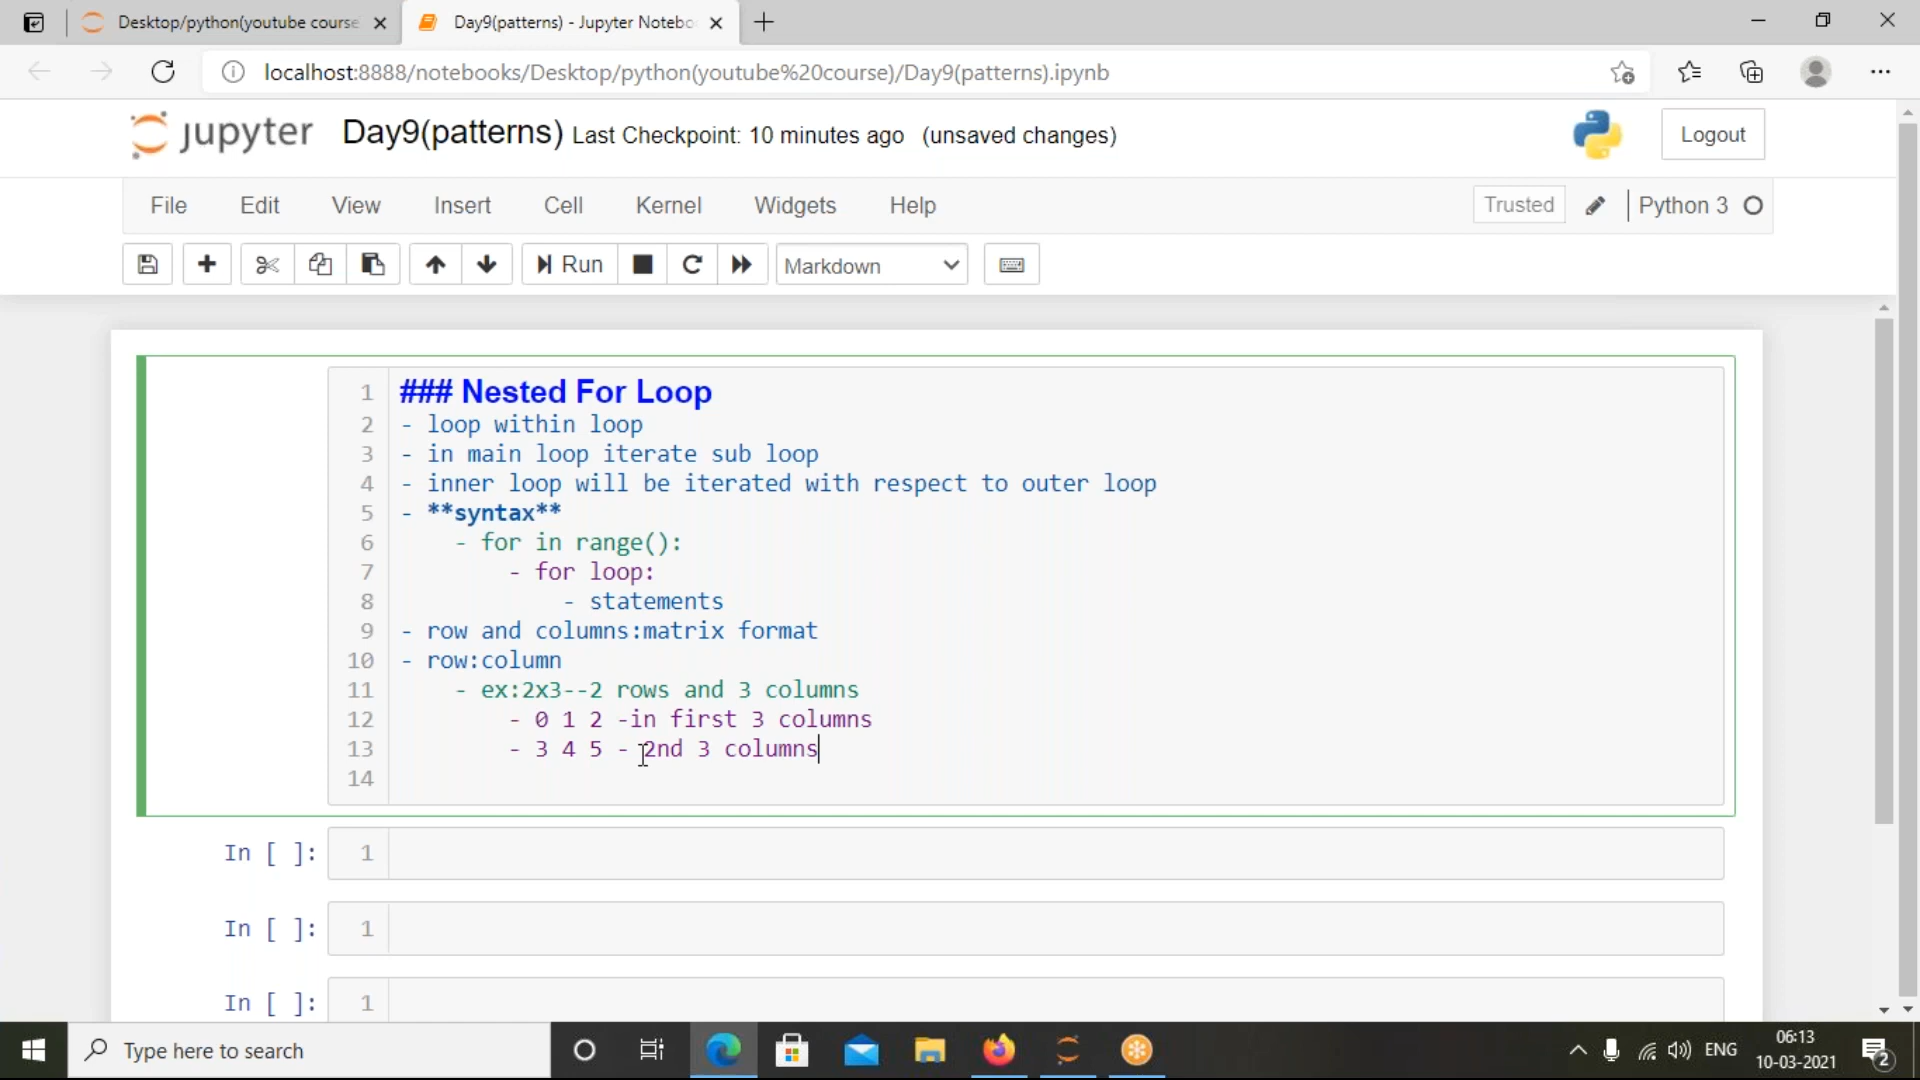 Desktop/python(youtube course
Day9(patterns) - Jupyter Notebo
localhost:8888/notebooks/Desktop/python(youtube%20course)/Day9(patterns).ipynb
jupyter Day9(patterns) Last Checkpoint: 10 minutes ago (unsaved changes)
Logout
File Edit View Insert Cell Kernel Widgets Help
Trusted Python 3
Run Markdown
1 ### Nested For Loop
2 - loop within loop
3 - in main loop iterate sub loop
4 - inner loop will be iterated with respect to outer loop
5 - **syntax**
6 - for in range():
7 - for loop:
8 - statements
9 - row and columns:matrix format
10 - row:column
11 - ex:2x3--2 rows and 3 columns
12 - 0 1 2 -in first 3 columns
13 - 3 4 5 - 2nd 3 columns
14
In [ ]: 1
In [ ]: 1
In [ ]: 1
Type here to search
ENG
06:13
10-03-2021
2